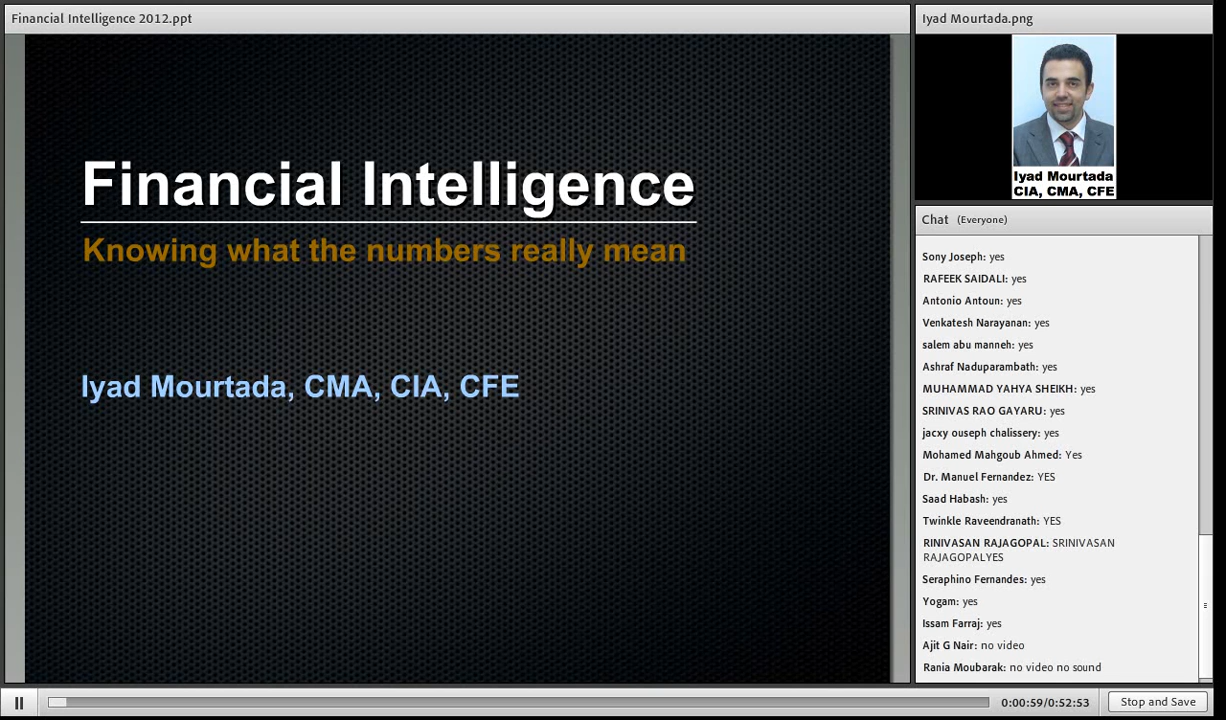 Financial Intelligence 2012.ppt
Financial Intelligence
Knowing what the numbers really mean
Iyad Mourtada, CMA, CIA, CFE
Iyad Mourtada.png
Iyad Mourtada
CIA, CMA, CFE
Chat (Everyone)
Sony Joseph: yes
RAFEEK SAIDALI: yes
Antonio Antoun: yes
Venkatesh Narayanan: yes
salem abu manneh: yes
Ashraf Naduparambath: yes
MUHAMMAD YAHYA SHEIKH: yes
SRINIVAS RAO GAYARU: yes
jacxy ouseph chalissery: yes
Mohamed Mahgoub Ahmed: Yes
Dr. Manuel Fernandez: YES
Saad Habash: yes
Twinkle Raveendranath: YES
RINIVASAN RAJAGOPAL: SRINIVASAN
RAJAGOPALYES
Seraphino Fernandes: yes
Yogam: yes
Issam Farraj: yes
Ajit G Nair: no video
Rania Moubarak: no video no sound
0:00:59/0:52:53
Stop and Save